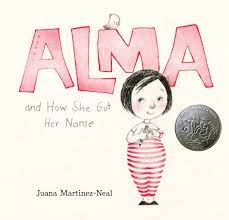 ALMA
and How She Got
Her Name
Juana Martinez-Neal